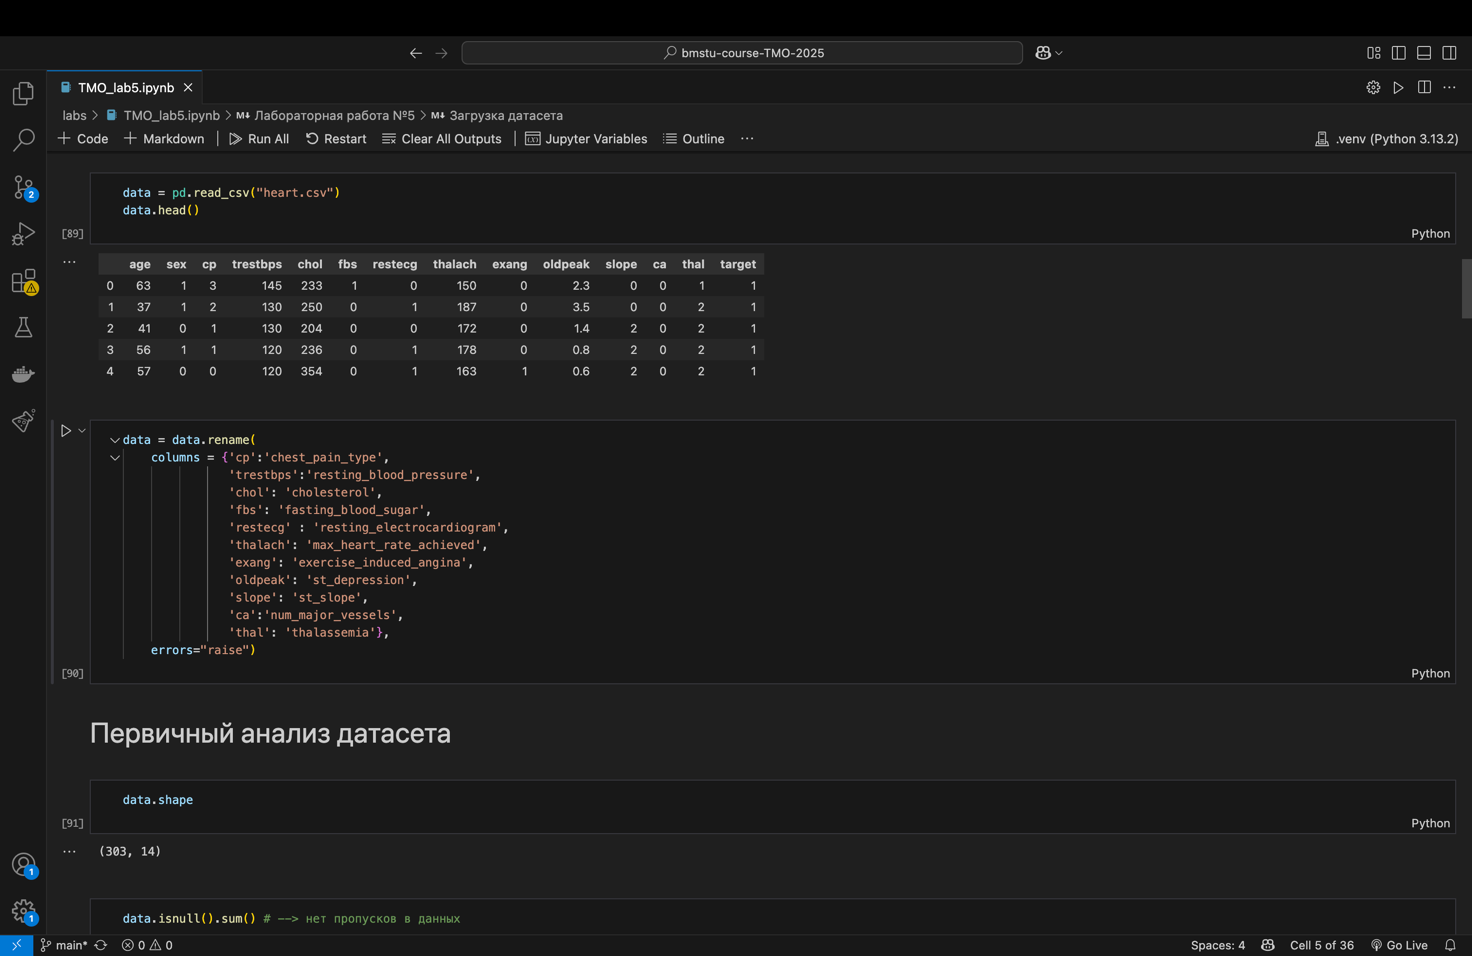 bmstu-course-TMO-2025
TMO_lab5.ipynb
labs > TMO_lab5.ipynb > M↓ Лабораторная работа №5 > M↓ Загрузка датасета
+ Code + Markdown Run All Restart Clear All Outputs Jupyter Variables Outline ... .venv (Python 3.13.2)
data = pd.read_csv("heart.csv")
data.head()
[89] Python
age sex cp trestbps chol fbs restecg thalach exang oldpeak slope ca thal target
0 63 1 3 145 233 1 0 150 0 2.3 0 0 1 1
1 37 1 2 130 250 0 1 187 0 3.5 0 0 2 1
2 41 0 1 130 204 0 0 172 0 1.4 2 0 2 1
3 56 1 1 120 236 0 1 178 0 0.8 2 0 2 1
4 57 0 0 120 354 0 1 163 1 0.6 2 0 2 1
data = data.rename(
columns = {'cp':'chest_pain_type',
'trestbps':'resting_blood_pressure',
'chol': 'cholesterol',
'fbs': 'fasting_blood_sugar',
'restecg' : 'resting_electrocardiogram',
'thalach': 'max_heart_rate_achieved',
'exang': 'exercise_induced_angina',
'oldpeak': 'st_depression',
'slope': 'st_slope',
'ca':'num_major_vessels',
'thal': 'thalassemia'},
errors="raise")
[90] Python
Первичный анализ датасета
data.shape
[91] Python
(303, 14)
data.isnull().sum() # --> нет пропусков в данных
2
1
1
main* 0 0 Spaces: 4 Cell 5 of 36 Go Live